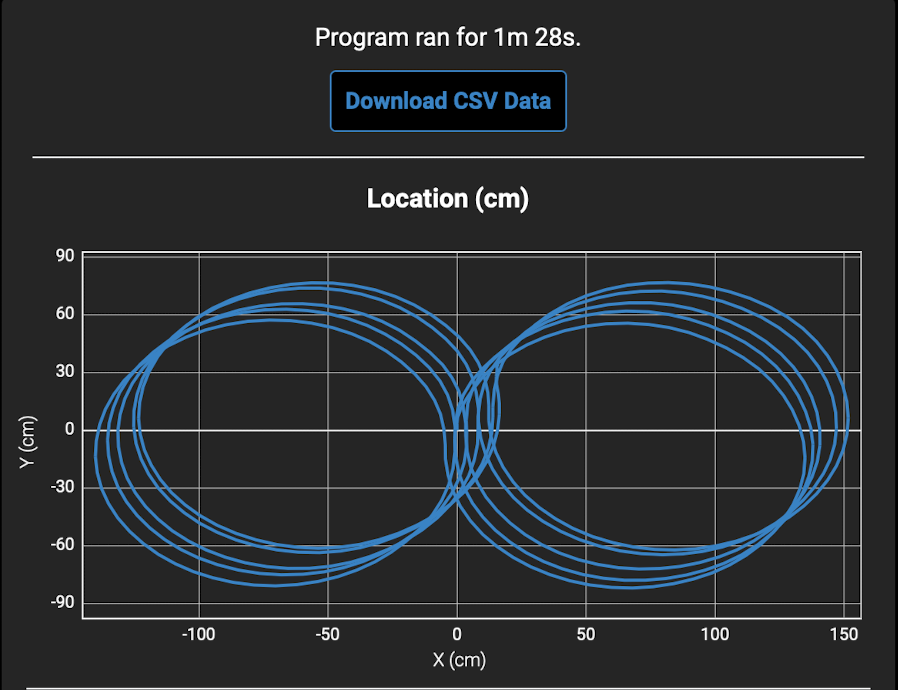 Program ran for 1m 28s.
Download CSV Data
Location (cm)
90
60
30
0
-30
-60
-90
Y (cm)
-100 -50 0 50 100 150
X (cm)